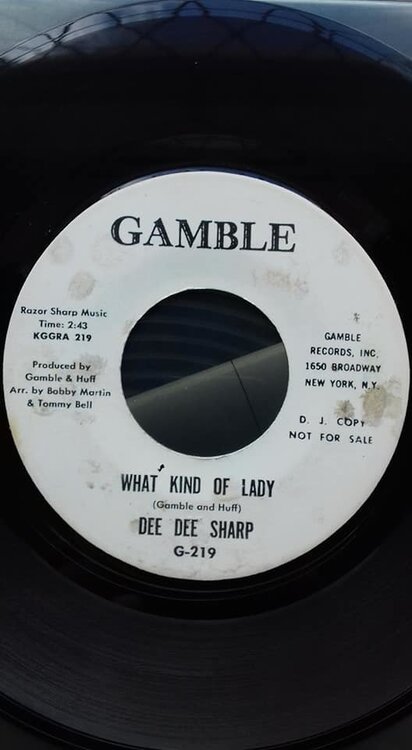 GAMBLE
Razor Sharp Music
Time: 2:43
KGGRA 219
Produced by
Gamble & Huff
Arr. by Bobby Martin
& Tommy Bell
GAMBLE
RECORDS, INC.
1650 BROADWAY
NEW YORK, N.Y.
D. J. COPY
NOT FOR SALE
WHAT KIND OF LADY
(Gamble and Huff)
DEE DEE SHARP
G-219